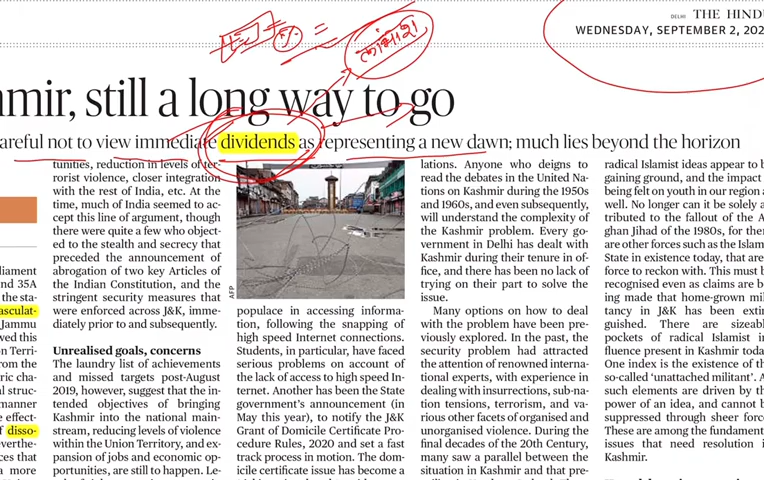 DELHI THE HINDU
WEDNESDAY, SEPTEMBER 2, 202
mir, still a long way to go
areful not to view immediate dividends as representing a new dawn; much lies beyond the horizon
liament
nd 35A
the sta-
asculat-
Jammu
wed this
n Terri-
rom the
ric cha-
l struc-
manner
e effect-
f disso-
everthe-
ces that
a more
tunities, reduction in levels of ter-
rorist violence, closer integration
with the rest of India, etc. At the
time, much of India seemed to ac-
cept this line of argument, though
there were quite a few who object-
ed to the stealth and secrecy that
preceded the announcement of
abrogation of two key Articles of
the Indian Constitution, and the
stringent security measures that
were enforced across J&K, imme-
diately prior to and subsequently.
Unrealised goals, concerns
The laundry list of achievements
and missed targets post-August
2019, however, suggest that the in-
tended objectives of bringing
Kashmir into the national main-
stream, reducing levels of violence
within the Union Territory, and ex-
pansion of jobs and economic op-
portunities, are still to happen. Le-
AFP
populace in accessing informa-
tion, following the snapping of
high speed Internet connections.
Students, in particular, have faced
serious problems on account of
the lack of access to high speed In-
ternet. Another has been the State
government's announcement (in
May this year), to notify the J&K
Grant of Domicile Certificate Pro-
cedure Rules, 2020 and set a fast
track process in motion. The dom-
icile certificate issue has become a
lations. Anyone who deigns to
read the debates in the United Na-
tions on Kashmir during the 1950s
and 1960s, and even subsequently,
will understand the complexity of
the Kashmir problem. Every go-
vernment in Delhi has dealt with
Kashmir during their tenure in of-
fice, and there has been no lack of
trying on their part to solve the
issue.
Many options on how to deal
with the problem have been pre-
viously explored. In the past, the
security problem had attracted
the attention of renowned inter-
national experts, with experience in
dealing with insurrections, sub-na-
tion tensions, terrorism, and va-
rious other facets of organised and
unorganised violence. During the
final decades of the 20th Century,
many saw a parallel between the
situation in Kashmir and that pre-
radical Islamist ideas appear to b
gaining ground, and the impact
being felt on youth in our region a
well. No longer can it be solely a
tributed to the fallout of the A
ghan Jihad of the 1980s, for ther
are other forces such as the Islam
State in existence today, that are
force to reckon with. This must b
recognised even as claims are be
ing made that home-grown mil
tancy in J&K has been extin
guished. There are sizeab
pockets of radical Islamist in
fluence present in Kashmir toda
One index is the existence of th
so-called 'unattached militant'. A
such elements are driven by th
power of an idea, and cannot b
suppressed through sheer forc
These are among the fundament
issues that need resolution i
Kashmir.